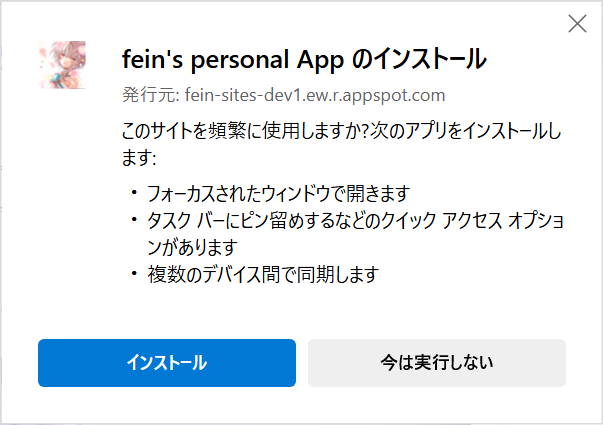 fein's personal App のインストール
発行元: fein-sites-dev1.ew.r.appspot.com
このサイトを頻繁に使用しますか?次のアプリをインストールし
ます:
• フォーカスされたウィンドウで開きます
• タスク バーにピン留めするなどのクイック アクセス オプショ
ンがあります
• 複数のデバイス間で同期します
インストール
今は実行しない